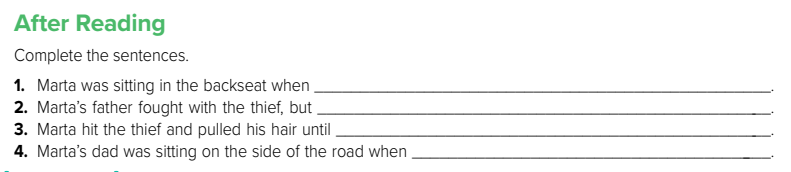 After Reading
Complete the sentences.
1. Marta was sitting in the backseat when ______________________________.
2. Marta's father fought with the thief, but ______________________________.
3. Marta hit the thief and pulled his hair until ______________________________.
4. Marta's dad was sitting on the side of the road when ______________________________.